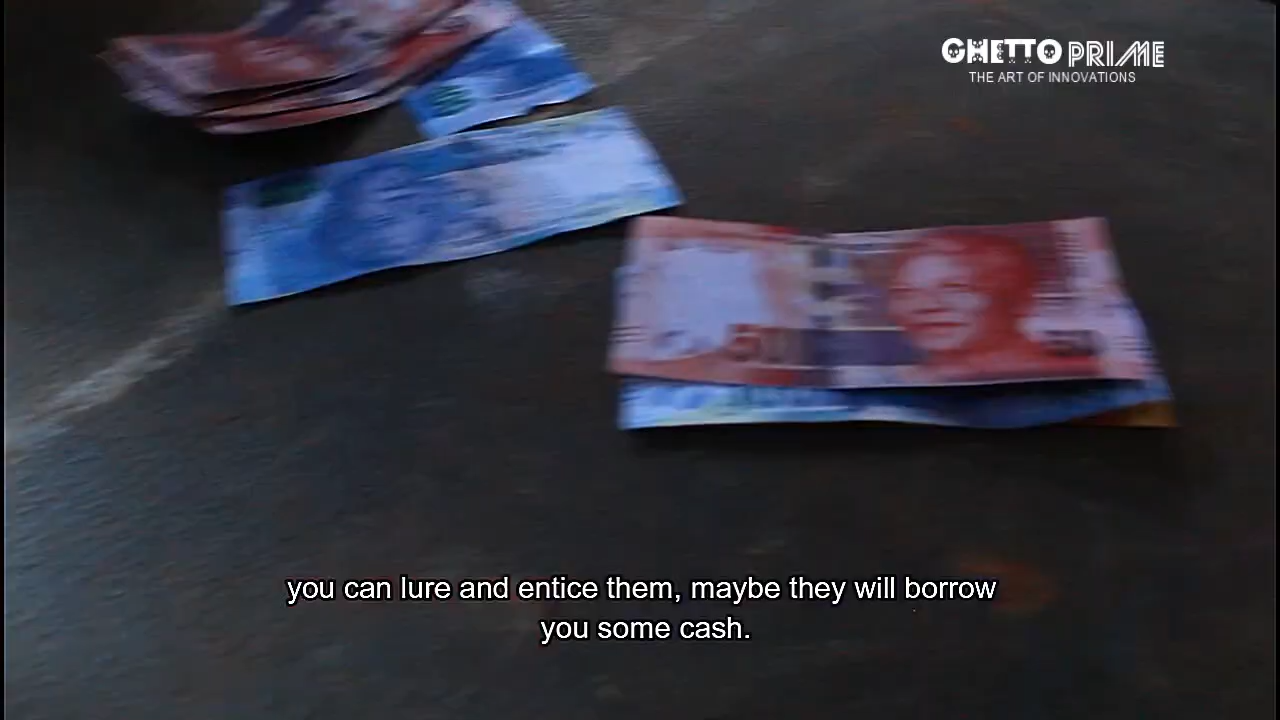 GHETTO PRIME
THE ART OF INNOVATIONS
50
you can lure and entice them, maybe they will borrow
you some cash.